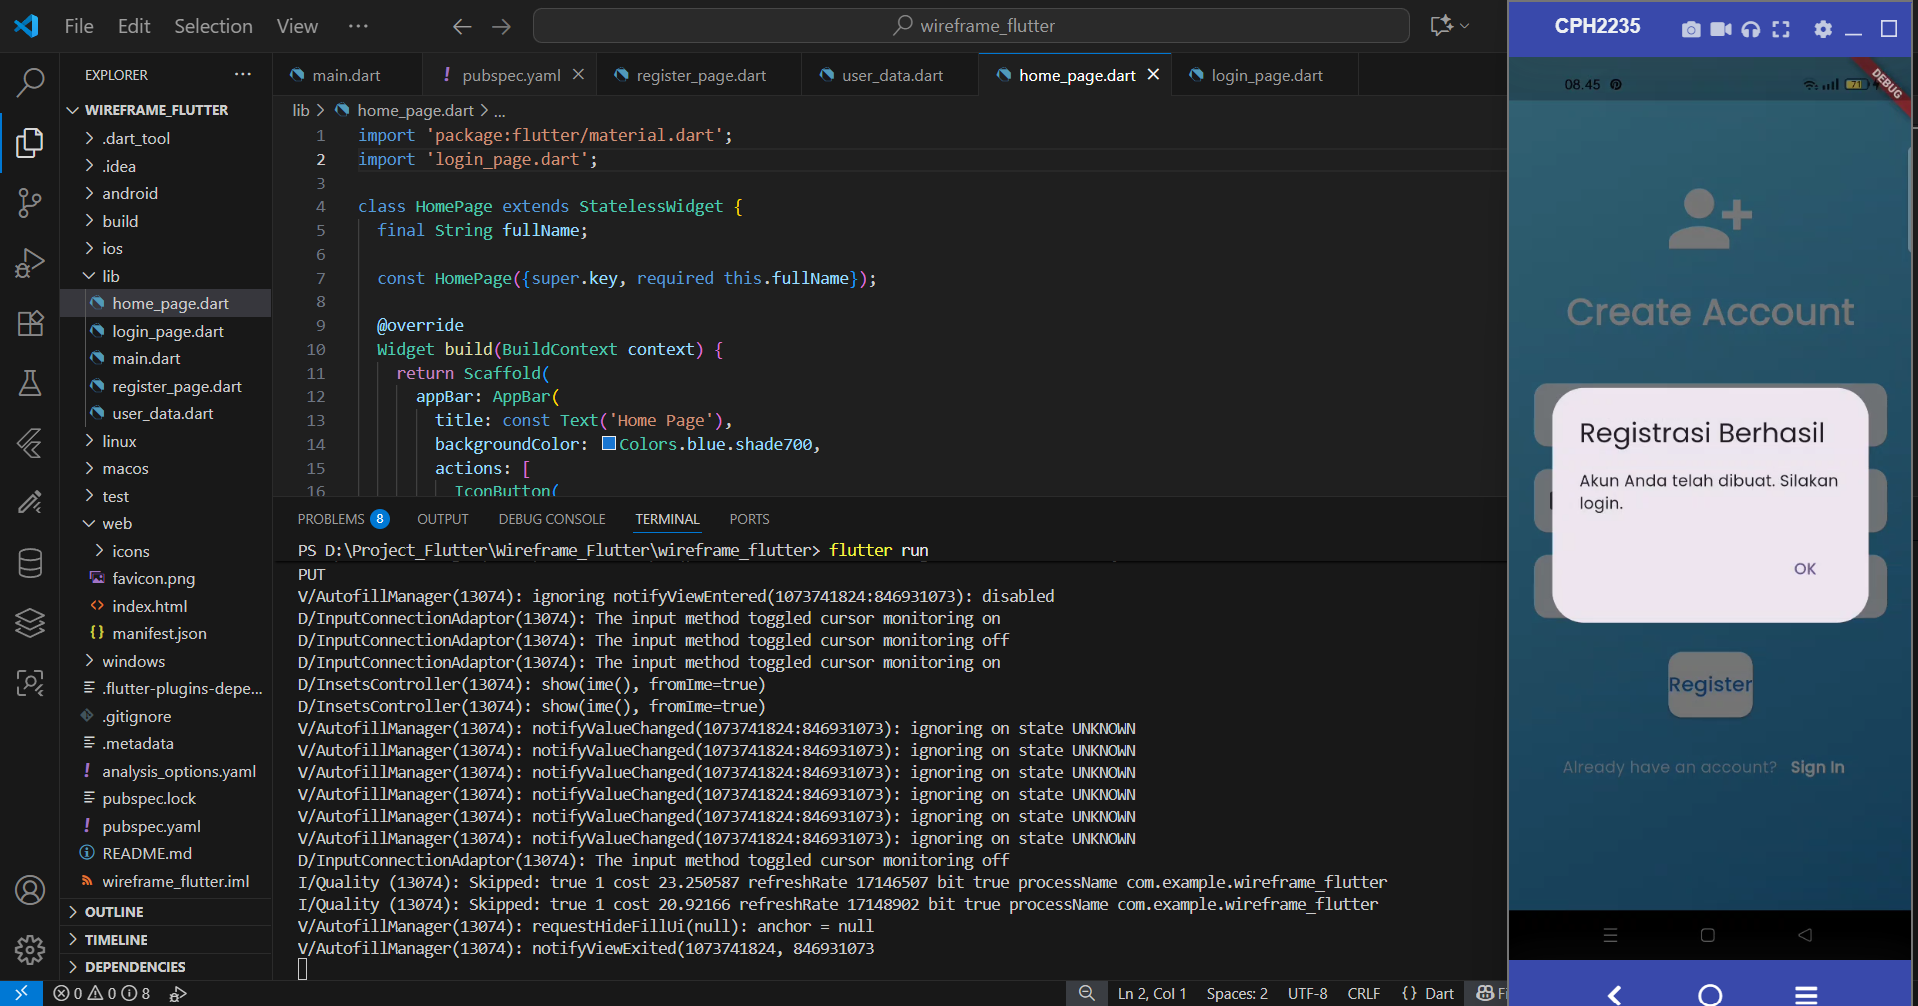 File Edit Selection View ...
wireframe_flutter
EXPLORER ...
WIREFRAME_FLUTTER
.dart_tool
.idea
android
build
ios
lib
home_page.dart
login_page.dart
main.dart
register_page.dart
user_data.dart
linux
macos
test
web
icons
favicon.png
index.html
manifest.json
windows
.flutter-plugins-depe...
.gitignore
.metadata
analysis_options.yaml
pubspec.lock
pubspec.yaml
README.md
wireframe_flutter.iml
OUTLINE
TIMELINE
DEPENDENCIES
main.dart ! pubspec.yaml register_page.dart user_data.dart home_page.dart login_page.dart
lib > home_page.dart > ...
1 import 'package:flutter/material.dart';
2 import 'login_page.dart';
3
4 class HomePage extends StatelessWidget {
5 final String fullName;
6
7 const HomePage({super.key, required this.fullName});
8
9 @override
10 Widget build(BuildContext context) {
11 return Scaffold(
12 appBar: AppBar(
13 title: const Text('Home Page'),
14 backgroundColor: Colors.blue.shade700,
15 actions: [
16 IconButton(
PROBLEMS 8 OUTPUT DEBUG CONSOLE TERMINAL PORTS
PS D:\Project_Flutter\Wireframe_Flutter\wireframe_flutter> flutter run
PUT
V/AutofillManager(13074): ignoring notifyViewEntered(1073741824:846931073): disabled
D/InputConnectionAdaptor(13074): The input method toggled cursor monitoring on
D/InputConnectionAdaptor(13074): The input method toggled cursor monitoring off
D/InputConnectionAdaptor(13074): The input method toggled cursor monitoring on
D/InsetsController(13074): show(ime(), fromIme=true)
D/InsetsController(13074): show(ime(), fromIme=true)
V/AutofillManager(13074): notifyValueChanged(1073741824:846931073): ignoring on state UNKNOWN
V/AutofillManager(13074): notifyValueChanged(1073741824:846931073): ignoring on state UNKNOWN
V/AutofillManager(13074): notifyValueChanged(1073741824:846931073): ignoring on state UNKNOWN
V/AutofillManager(13074): notifyValueChanged(1073741824:846931073): ignoring on state UNKNOWN
V/AutofillManager(13074): notifyValueChanged(1073741824:846931073): ignoring on state UNKNOWN
V/AutofillManager(13074): notifyValueChanged(1073741824:846931073): ignoring on state UNKNOWN
D/InputConnectionAdaptor(13074): The input method toggled cursor monitoring off
I/Quality (13074): Skipped: true 1 cost 23.250587 refreshRate 17146507 bit true processName com.example.wireframe_flutter
I/Quality (13074): Skipped: true 1 cost 20.92166 refreshRate 17148902 bit true processName com.example.wireframe_flutter
V/AutofillManager(13074): requestHideFillUi(null): anchor = null
V/AutofillManager(13074): notifyViewExited(1073741824, 846931073
0 0 8
Ln 2, Col 1 Spaces: 2 UTF-8 CRLF {} Dart
CPH2235
08.45 71
DEBUG
Create Account
Registrasi Berhasil
Akun Anda telah dibuat. Silakan
login.
OK
Register
Already have an account? Sign In